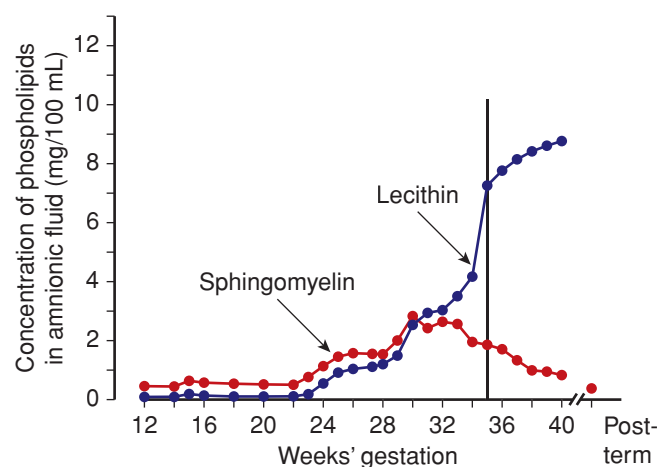 Concentration of phospholipids
in amnionic fluid (mg/100 mL)
12
10
8
6
4
2
0
Lecithin
Sphingomyelin
12 16 20 24 28 32 36 40 Post-
term
Weeks’ gestation